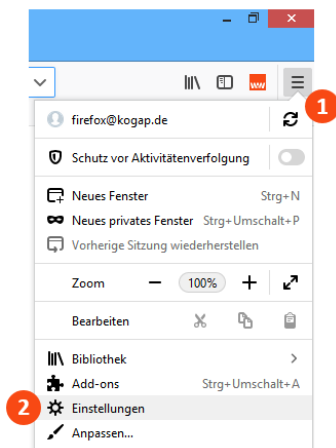 ww
1
firefox@kogap.de
Schutz vor Aktivitätenverfolgung
Neues Fenster Strg+N
Neues privates Fenster Strg+Umschalt+P
Vorherige Sitzung wiederherstellen
Zoom 100%
Bearbeiten
Bibliothek
Add-ons Strg+Umschalt+A
2 Einstellungen
Anpassen...